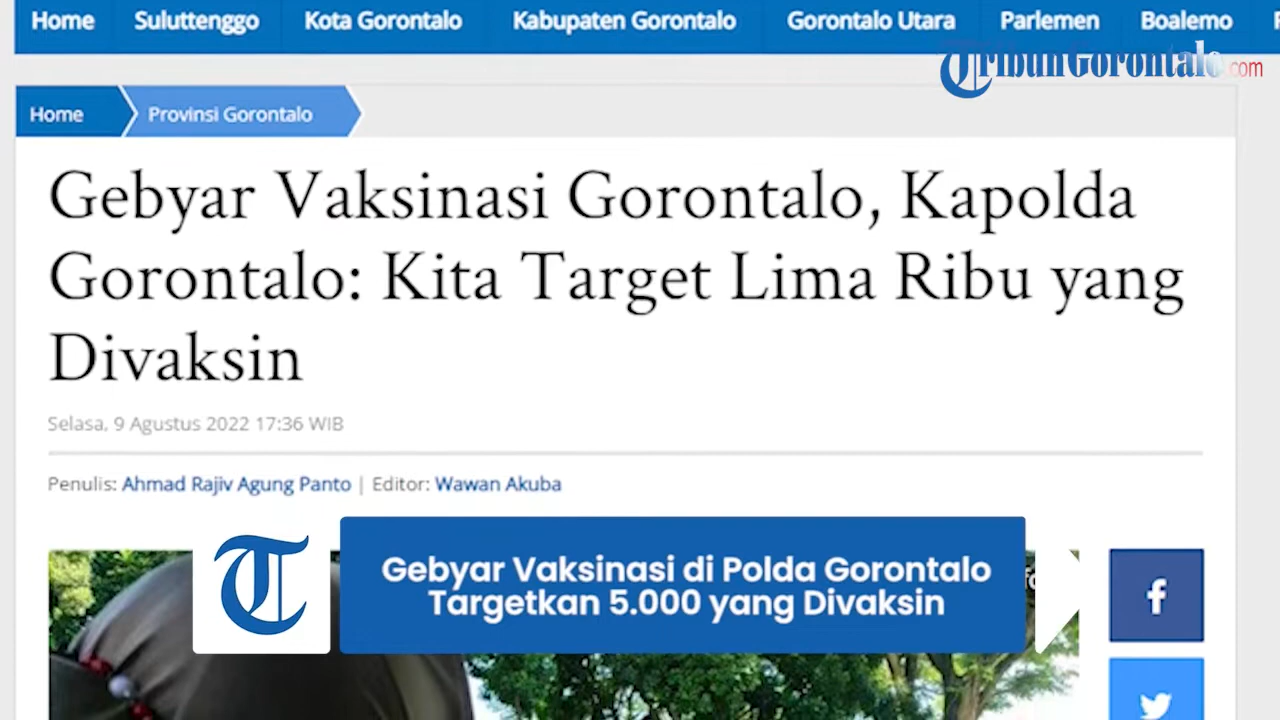 Home Suluttenggo Kota Gorontalo Kabupaten Gorontalo Gorontalo Utara Parlemen Boalemo
TribunGorontalo.com
Home Provinsi Gorontalo
Gebyar Vaksinasi Gorontalo, Kapolda
Gorontalo: Kita Target Lima Ribu yang
Divaksin
Selasa, 9 Agustus 2022 17:36 WIB
Penulis: Ahmad Rajiv Agung Panto | Editor: Wawan Akuba
T
Gebyar Vaksinasi di Polda Gorontalo
Targetkan 5.000 yang Divaksin
f